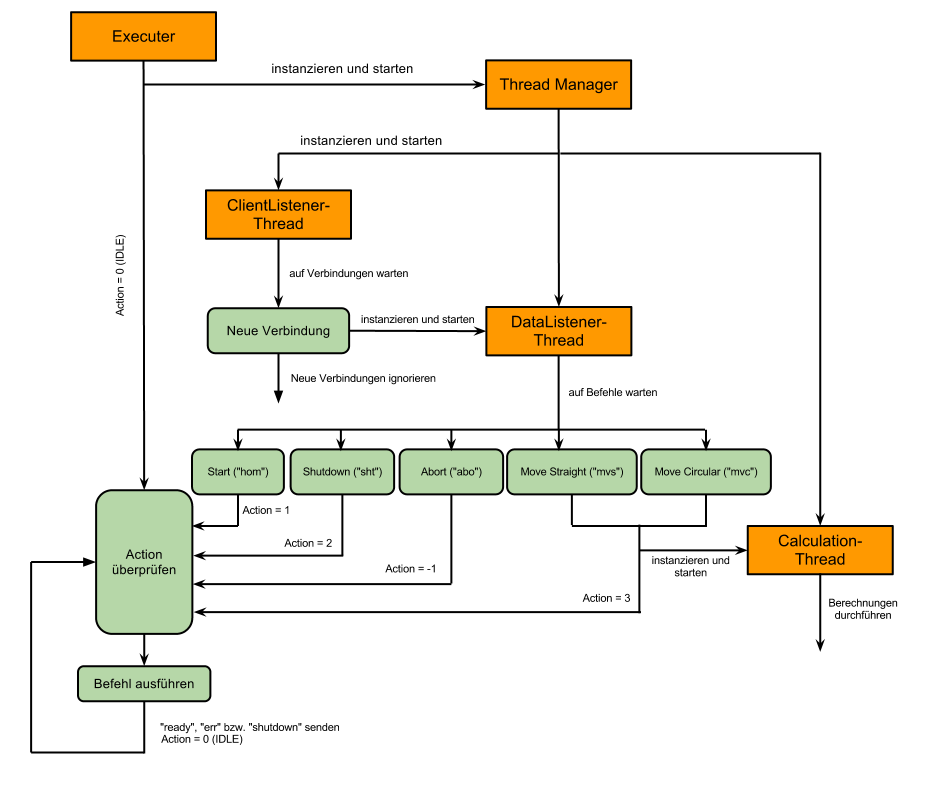 Executer
instanzieren und starten
Thread Manager
instanzieren und starten
ClientListener-
Thread
Action = 0 (IDLE)
auf Verbindungen warten
Neue Verbindung
instanzieren und starten
DataListener-
Thread
Neue Verbindungen ignorieren
auf Befehle warten
Start ("hom")
Shutdown ("sht")
Abort ("abo")
Move Straight ("mvs")
Move Circular ("mvc")
Action = 1
Action = 2
Action = -1
Action = 3
Action
überprüfen
instanzieren und
starten
Calculation-
Thread
Berechnungen
durchführen
Befehl ausführen
"ready", "err" bzw. "shutdown" senden
Action = 0 (IDLE)